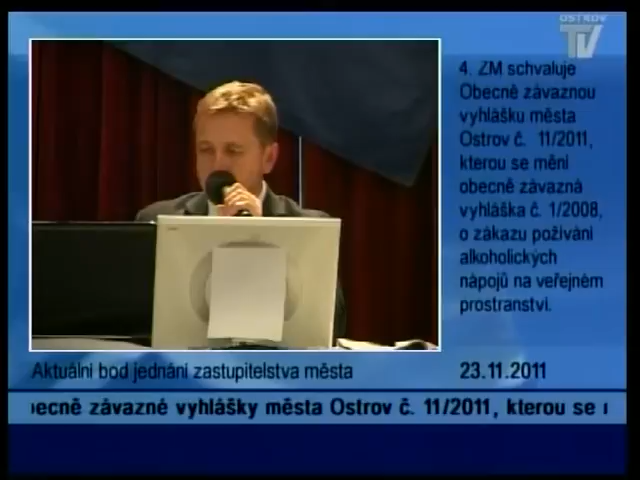 OSTROV
TV
4. ZM schvaluje
Obecně závaznou
vyhlášku města
Ostrov č. 11/2011,
kterou se mění
obecně závazná
vyhláška č. 1/2008,
o zákazu požívání
alkoholických
nápojů na veřejném
prostranství.
Aktuální bod jednání zastupitelstva města
23.11.2011
becně závazné vyhlášky města Ostrov č. 11/2011, kterou se